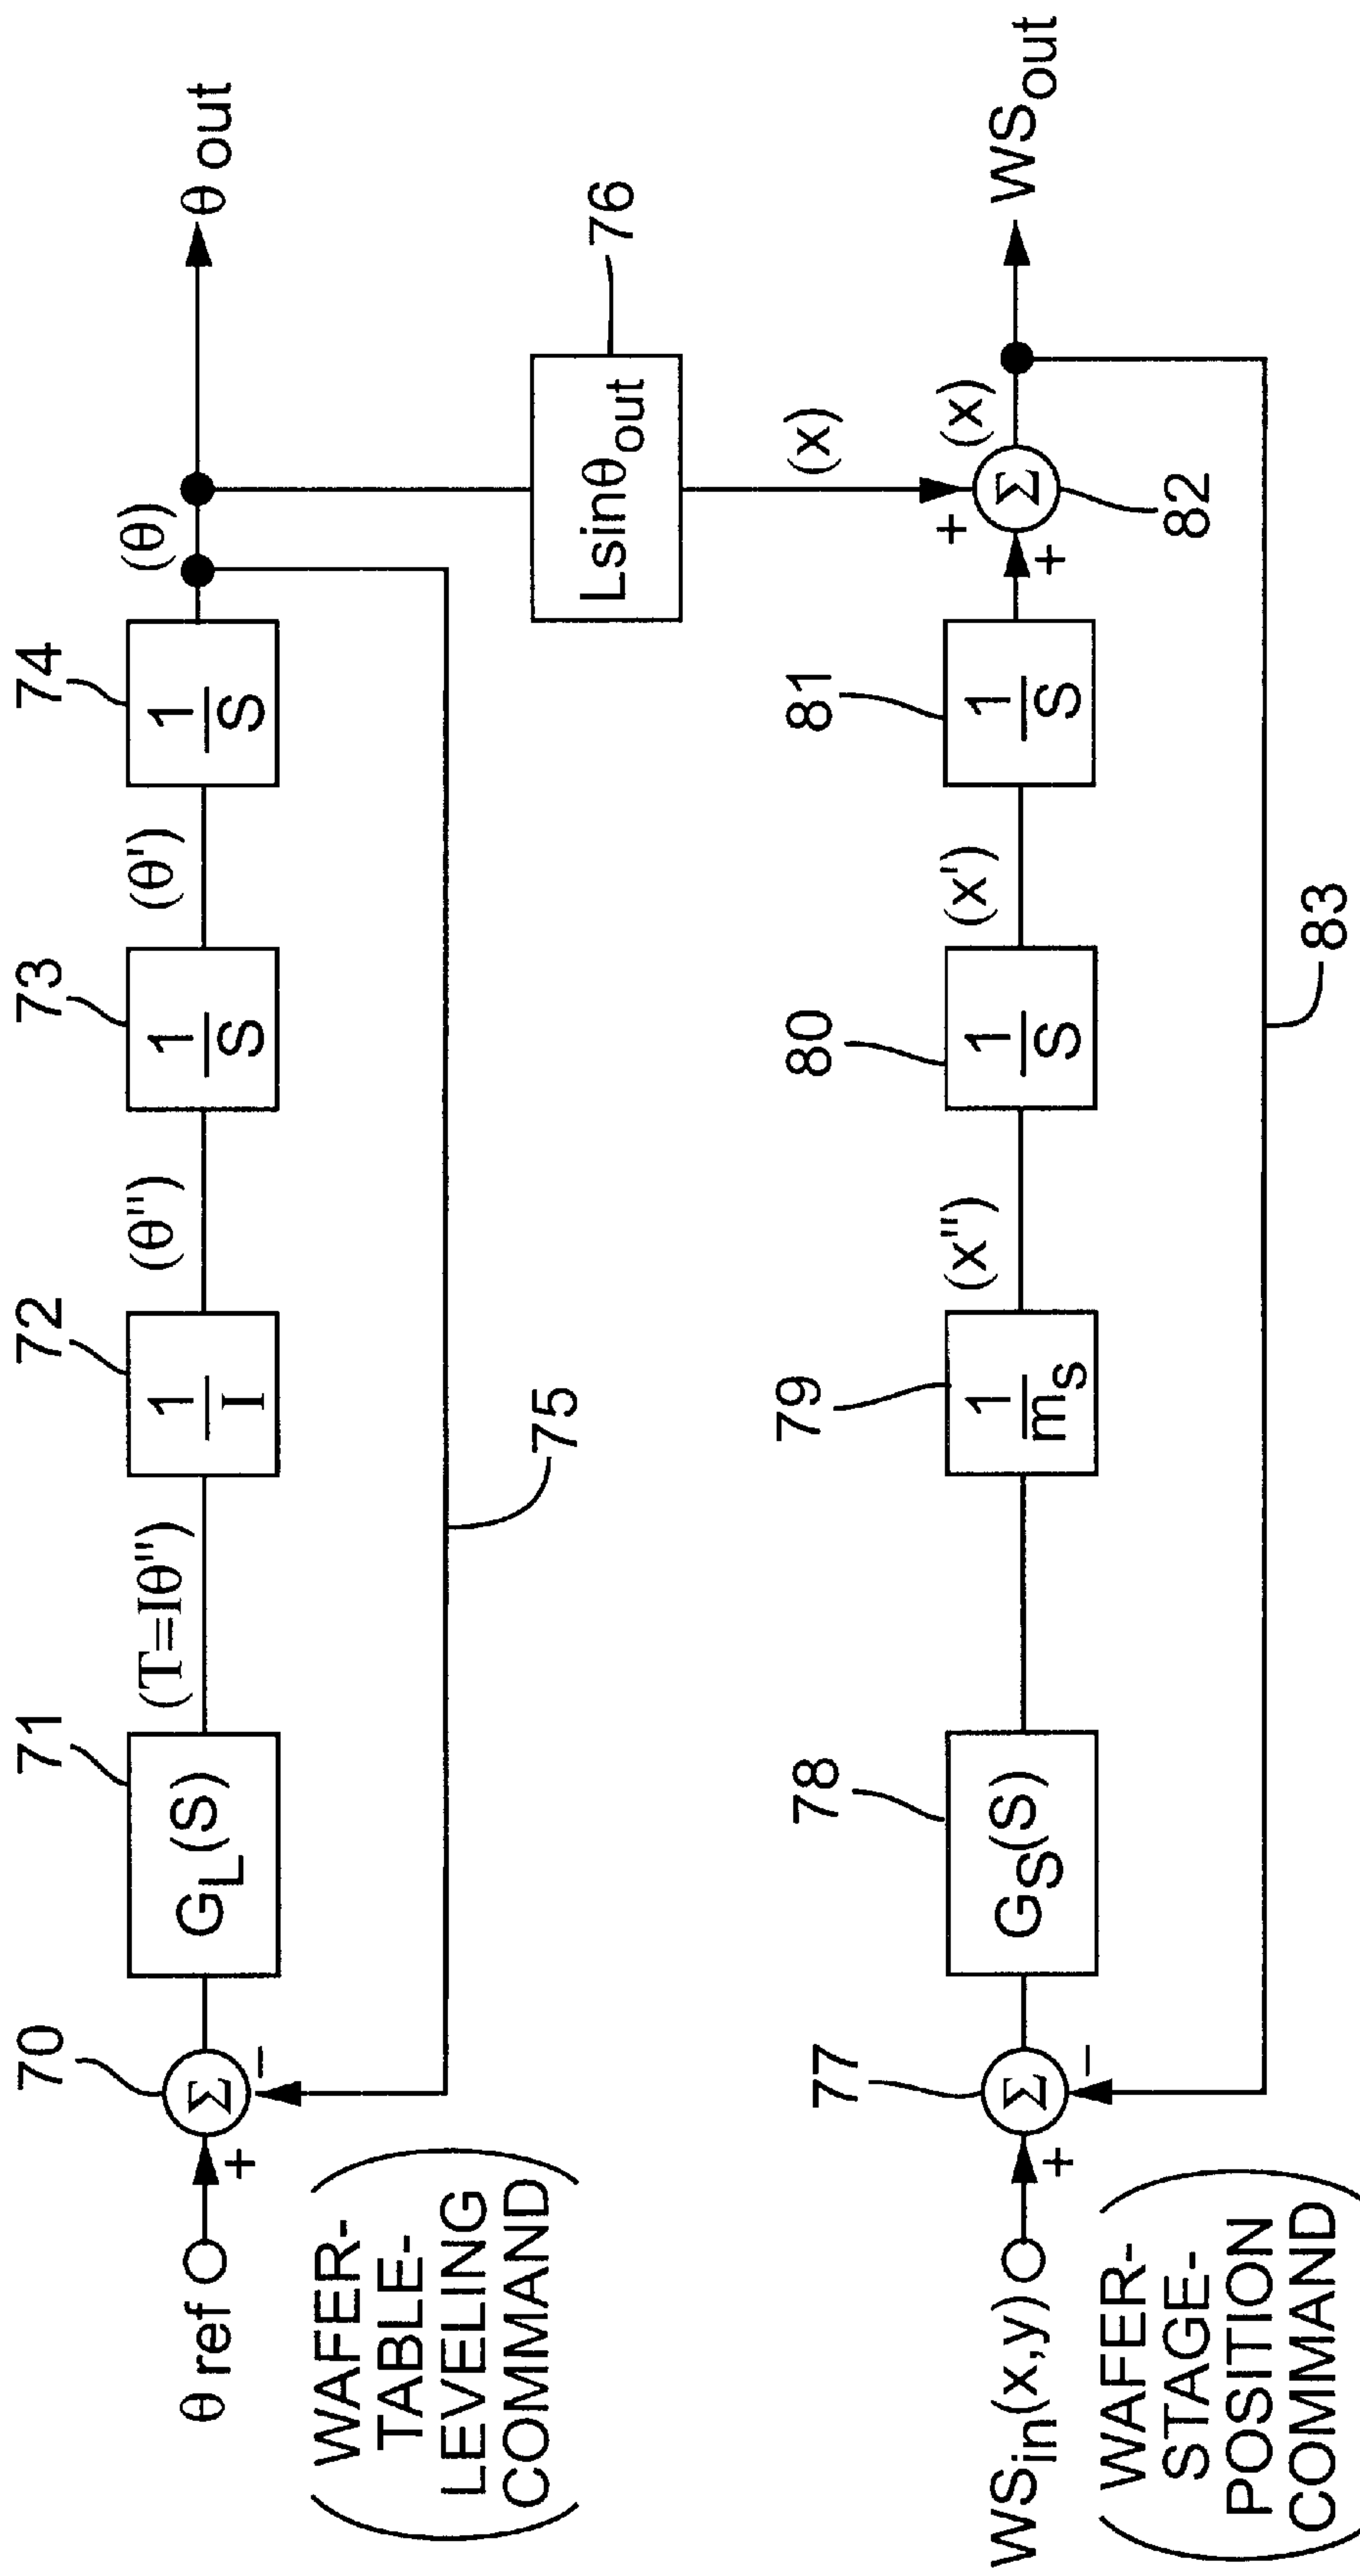 70
71
72
73
74
θ ref
+
Σ
−
G_L(S)
(T=Iθ'')
1/I
(θ'')
1/S
(θ')
1/S
(θ)
θ out
(WAFER-
TABLE-
LEVELING
COMMAND)
75
Lsinθ_out
76
(x)
77
78
79
80
81
WS_in(x,y)
+
Σ
−
G_S(S)
1/m_s
(x'')
1/S
(x')
1/S
+
+
Σ
(x)
WS_out
82
(WAFER-
STAGE-
POSITION
COMMAND)
83